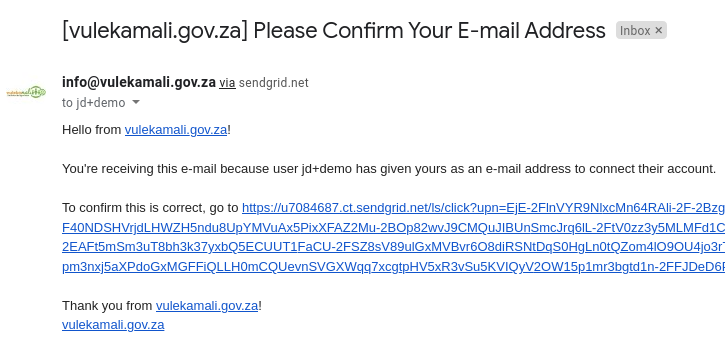 [vulekamali.gov.za] Please Confirm Your E-mail Address Inbox ×
info@vulekamali.gov.za via sendgrid.net
to jd+demo
Hello from vulekamali.gov.za!
You're receiving this e-mail because user jd+demo has given yours as an e-mail address to connect their account.
To confirm this is correct, go to https://u7084687.ct.sendgrid.net/ls/click?upn=EjE-2FlnVYR9NlxcMn64RAli-2F-2Bzg
F40NDSHVrjdLHWZH5ndu8UpYMVuAx5PixXFAZ2Mu-2BOp82wvJ9CMQuJIBUnSmcJrq6lL-2FtV0zz3y5MLMFd1C
2EAFt5mSm3uT8bh3k37yxbQ5ECUUT1FaCU-2FSZ8sV89ulGxMVBvr6O8diRSNtDqS0HgLn0tQZom4lO9OU4jo3r
pm3nxj5aXPdoGxMGFFiQLLH0mCQUevnSVGXWqq7xcgtpHV5xR3vSu5KVIQyV2OW15p1mr3bgtd1n-2FFJDeD6F
Thank you from vulekamali.gov.za!
vulekamali.gov.za